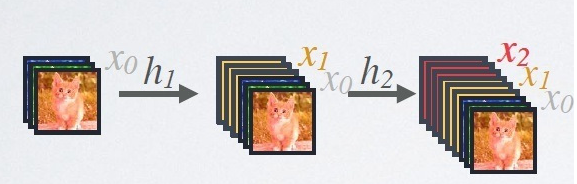 x₀
h₁
x₁
x₀
h₂
x₂
x₁
x₀